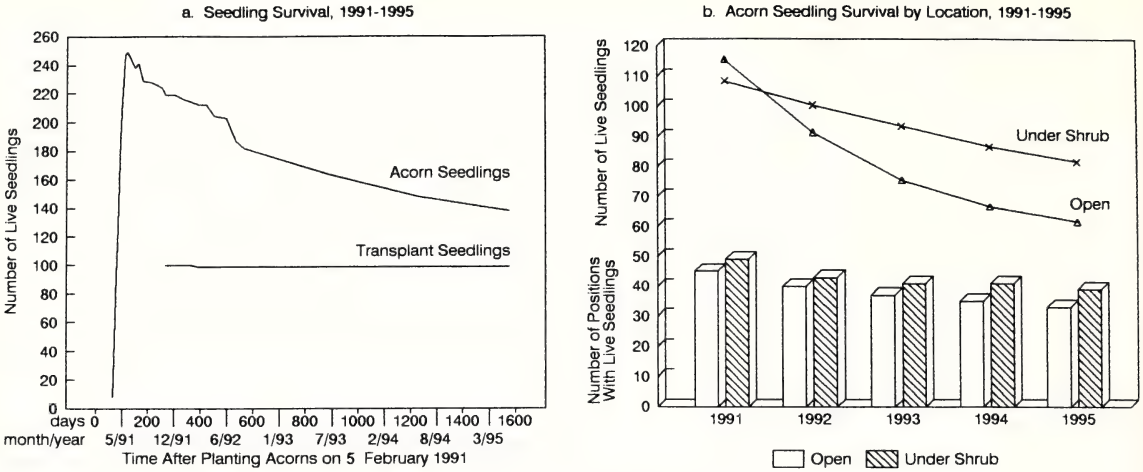 a. Seedling Survival, 1991-1995
260
240
220
200
180
160
140
120
100
80
60
40
20
0
Number of Live Seedlings
Acorn Seedlings
Transplant Seedlings
days 0 200 400 600 800 1000 1200 1400 1600
month/year 5/91 12/91 6/92 1/93 7/93 2/94 8/94 3/95
Time After Planting Acorns on 5 February 1991
b. Acorn Seedling Survival by Location, 1991-1995
120
110
100
90
80
70
60
50
40
30
20
10
0
Number of Live Seedlings
Number of Positions
With Live Seedlings
Under Shrub
Open
1991 1992 1993 1994 1995
Open Under Shrub